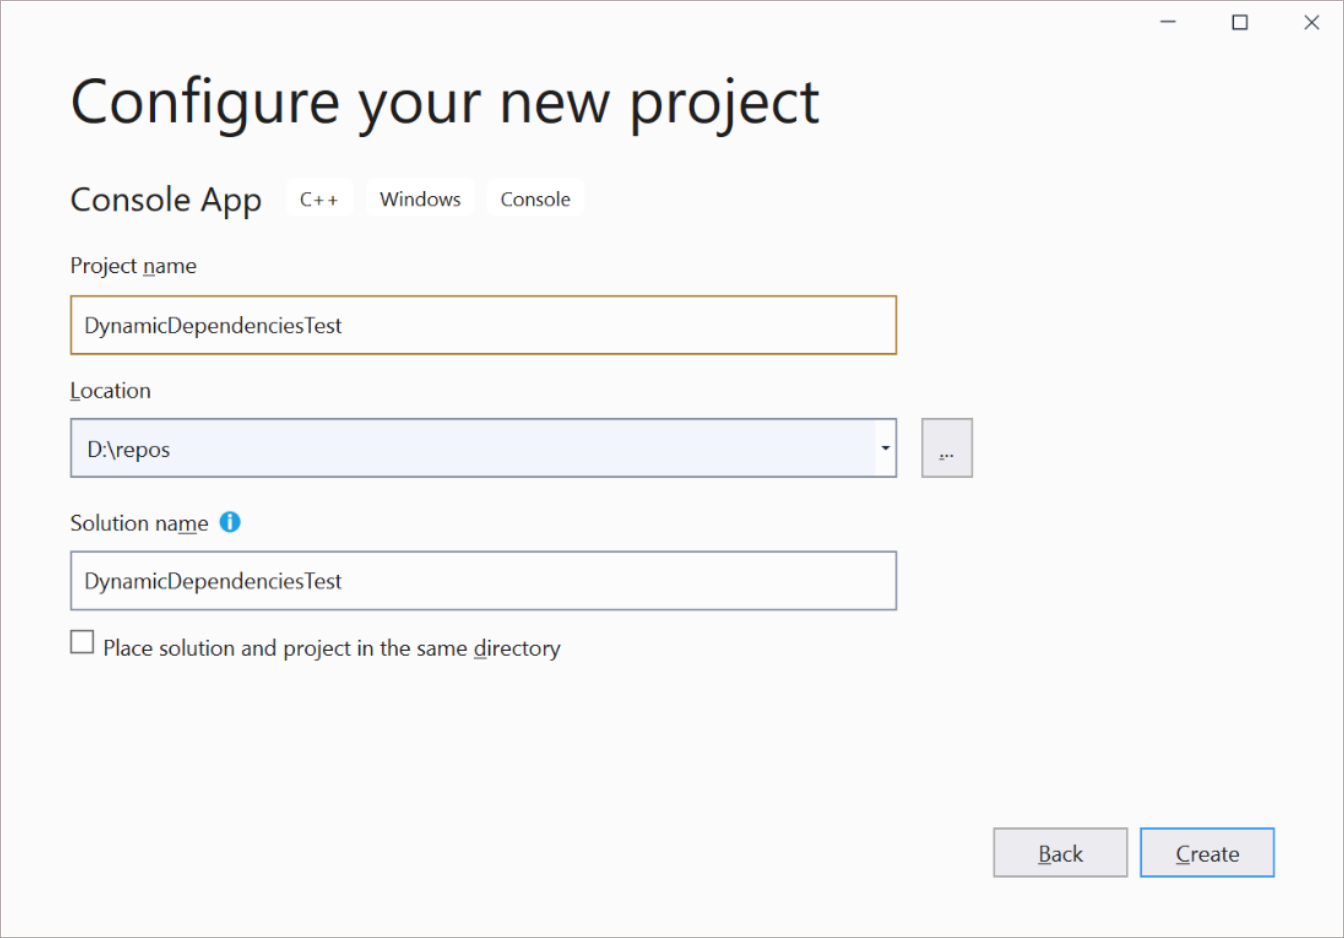 Configure your new project
Console App C++ Windows Console
Project name
DynamicDependenciesTest
Location
D:\repos
...
Solution name
DynamicDependenciesTest
Place solution and project in the same directory
Back Create